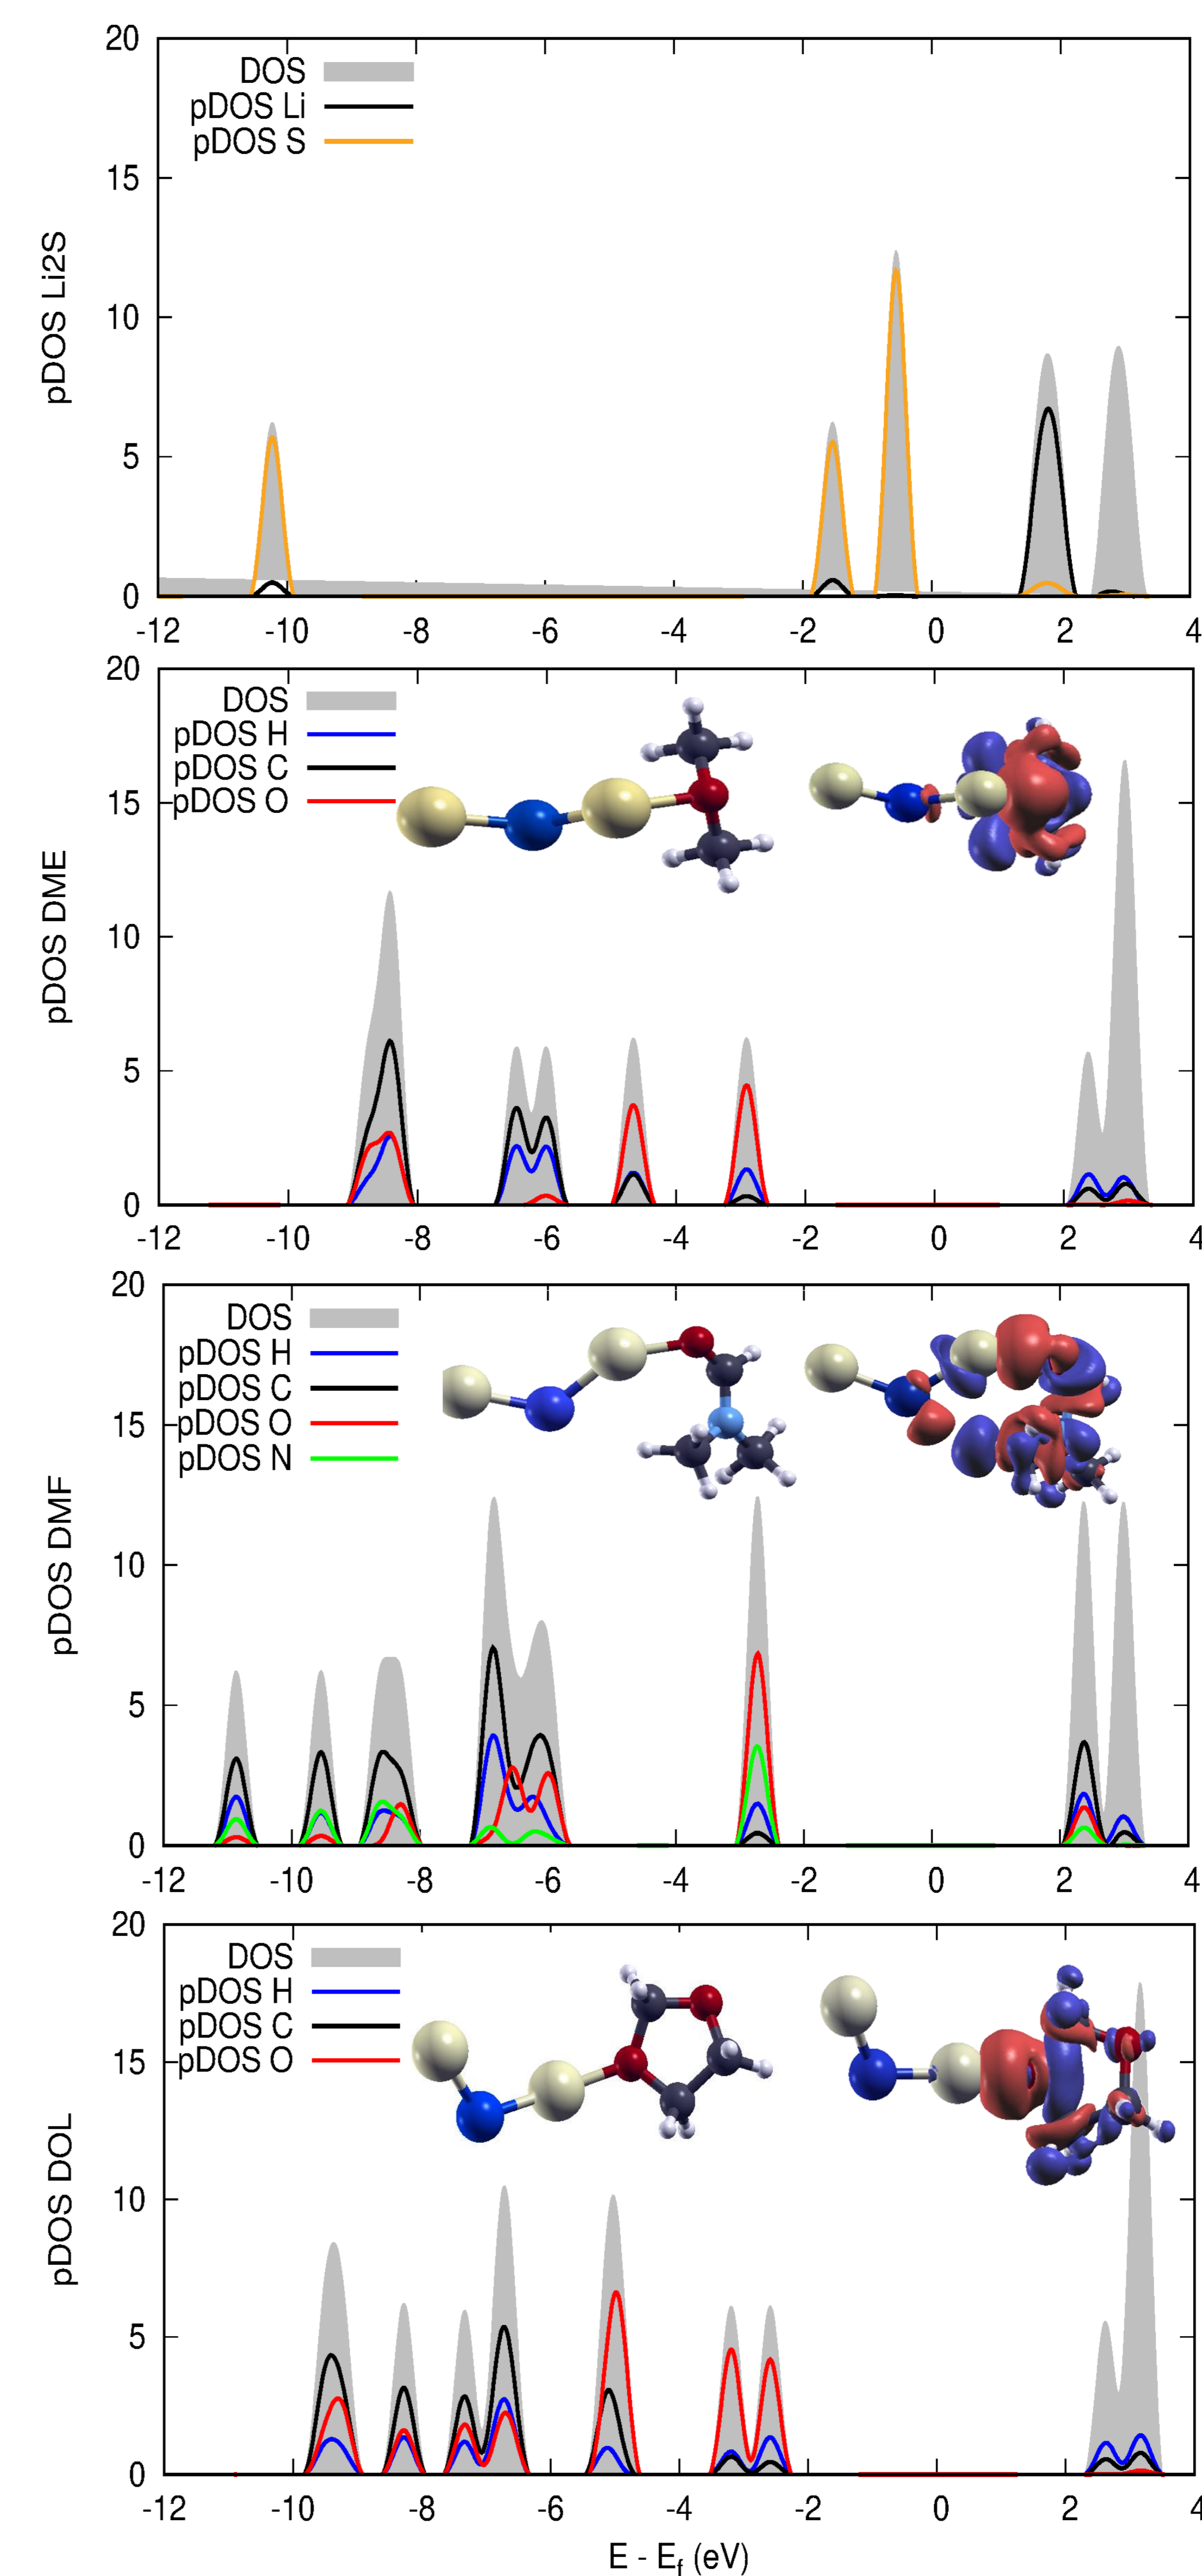 20
DOS
pDOS Li
pDOS S
15
pDOS Li2S
10
5
0
-12 -10 -8 -6 -4 -2 0 2 4
20
DOS
pDOS H
pDOS C
pDOS O
15
pDOS DME
10
5
0
-12 -10 -8 -6 -4 -2 0 2 4
20
DOS
pDOS H
pDOS C
pDOS O
pDOS N
15
pDOS DMF
10
5
0
-12 -10 -8 -6 -4 -2 0 2 4
20
DOS
pDOS H
pDOS C
pDOS O
15
pDOS DOL
10
5
0
-12 -10 -8 -6 -4 -2 0 2 4
E - Ef (eV)